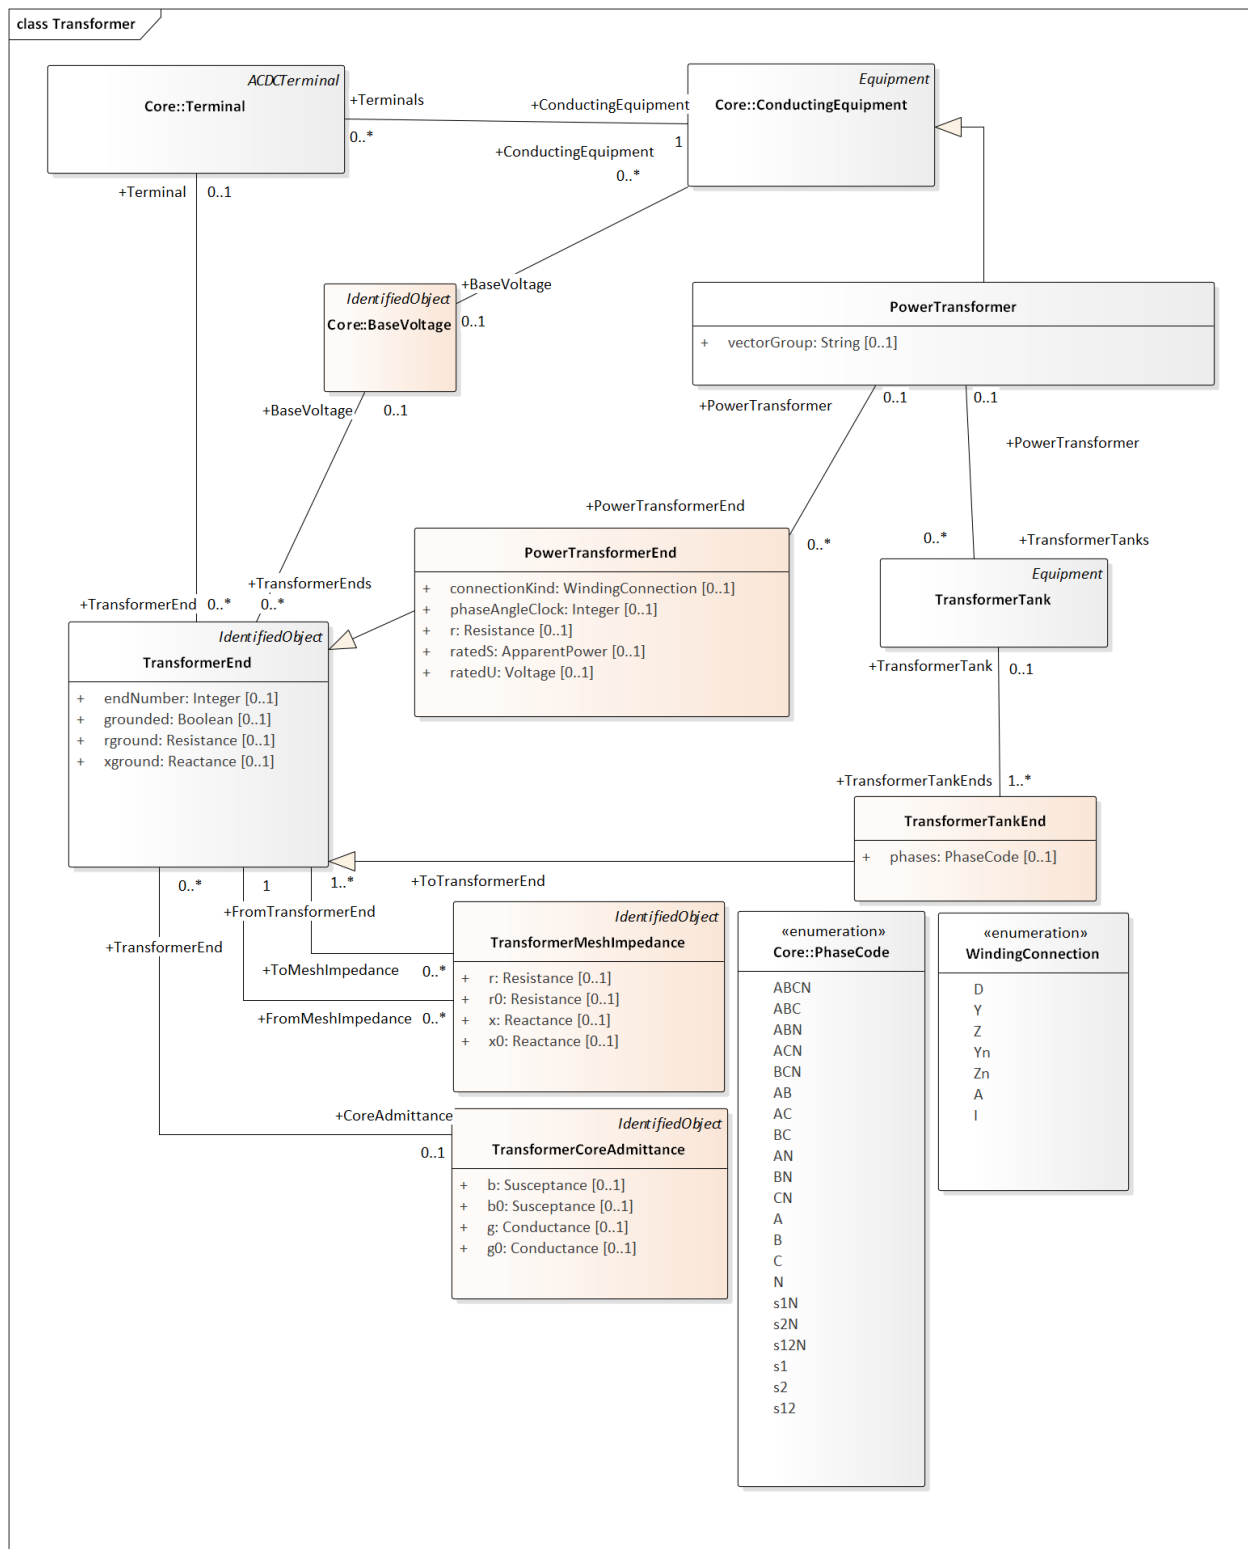 class Transformer
ACDCTerminal
Core::Terminal
Equipment
Core::ConductingEquipment
+Terminals
0..*
+ConductingEquipment
1
+ConductingEquipment
0..*
+Terminal
0..1
+BaseVoltage
0..1
IdentifiedObject
Core::BaseVoltage
PowerTransformer
+ vectorGroup: String [0..1]
+BaseVoltage
0..1
+PowerTransformer
0..1
0..1
+PowerTransformer
+PowerTransformerEnd
0..*
0..*
+TransformerTanks
PowerTransformerEnd
+ connectionKind: WindingConnection [0..1]
+ phaseAngleClock: Integer [0..1]
+ r: Resistance [0..1]
+ ratedS: ApparentPower [0..1]
+ ratedU: Voltage [0..1]
Equipment
TransformerTank
+TransformerEnds
+TransformerEnd
0..*
0..*
IdentifiedObject
TransformerEnd
+ endNumber: Integer [0..1]
+ grounded: Boolean [0..1]
+ rground: Resistance [0..1]
+ xground: Reactance [0..1]
+TransformerTank
0..1
+TransformerTankEnds
1..*
TransformerTankEnd
+ phases: PhaseCode [0..1]
0..*
1
1..*
+ToTransformerEnd
+FromTransformerEnd
+TransformerEnd
+ToMeshImpedance
0..*
+FromMeshImpedance
0..*
IdentifiedObject
TransformerMeshImpedance
+ r: Resistance [0..1]
+ r0: Resistance [0..1]
+ x: Reactance [0..1]
+ x0: Reactance [0..1]
+CoreAdmittance
0..1
IdentifiedObject
TransformerCoreAdmittance
+ b: Susceptance [0..1]
+ b0: Susceptance [0..1]
+ g: Conductance [0..1]
+ g0: Conductance [0..1]
«enumeration»
Core::PhaseCode
ABCN
ABC
ABN
ACN
BCN
AB
AC
BC
AN
BN
CN
A
B
C
N
s1N
s2N
s12N
s1
s2
s12
«enumeration»
WindingConnection
D
Y
Z
Yn
Zn
A
I